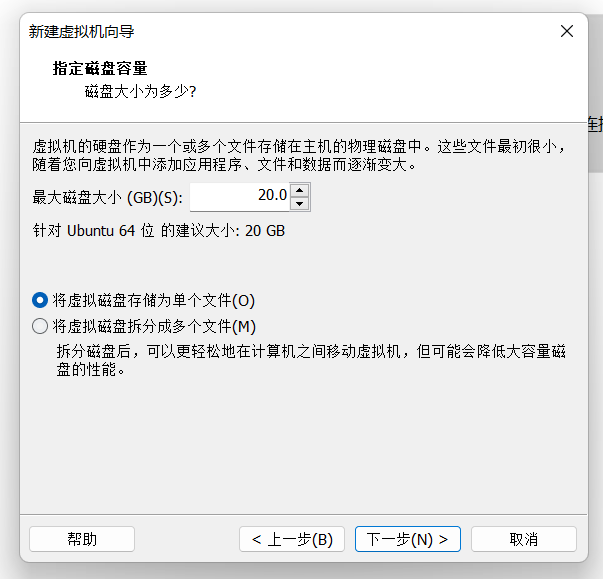 新建虚拟机向导
指定磁盘容量
磁盘大小为多少?
虚拟机的硬盘作为一个或多个文件存储在主机的物理磁盘中。这些文件最初很小，
随着您向虚拟机中添加应用程序、文件和数据而逐渐变大。
最大磁盘大小 (GB)(S): 20.0
针对 Ubuntu 64 位 的建议大小: 20 GB
将虚拟磁盘存储为单个文件(O)
将虚拟磁盘拆分成多个文件(M)
拆分磁盘后，可以更轻松地在计算机之间移动虚拟机，但可能会降低大容量磁
盘的性能。
帮助 < 上一步(B) 下一步(N) > 取消